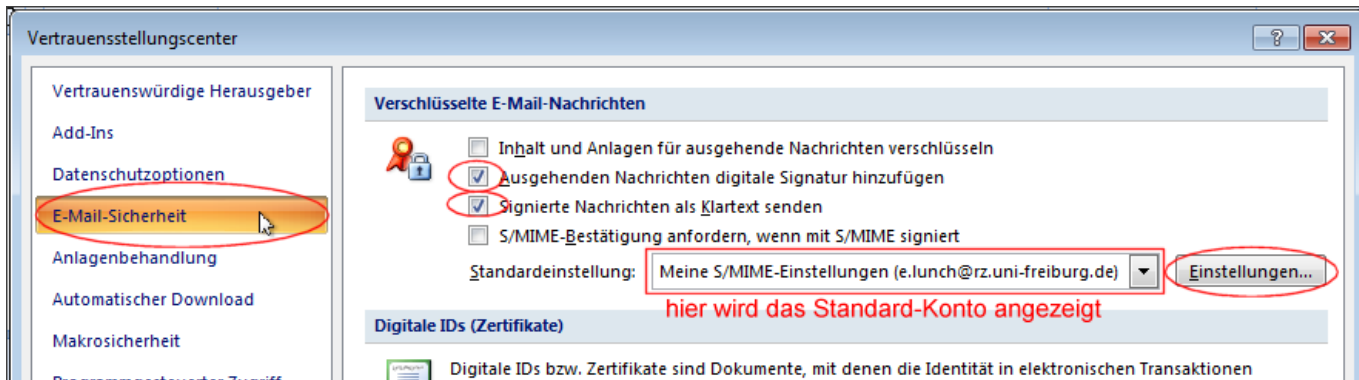 Vertrauensstellungscenter
Vertrauenswürdige Herausgeber
Add-Ins
Datenschutzoptionen
E-Mail-Sicherheit
Anlagenbehandlung
Automatischer Download
Makrosicherheit
Programmgesteuerter Zugriff
Verschlüsselte E-Mail-Nachrichten
Inhalt und Anlagen für ausgehende Nachrichten verschlüsseln
Ausgehenden Nachrichten digitale Signatur hinzufügen
Signierte Nachrichten als Klartext senden
S/MIME-Bestätigung anfordern, wenn mit S/MIME signiert
Standardeinstellung: Meine S/MIME-Einstellungen (e.lunch@rz.uni-freiburg.de) Einstellungen...
hier wird das Standard-Konto angezeigt
Digitale IDs (Zertifikate)
Digitale IDs bzw. Zertifikate sind Dokumente, mit denen die Identität in elektronischen Transaktionen